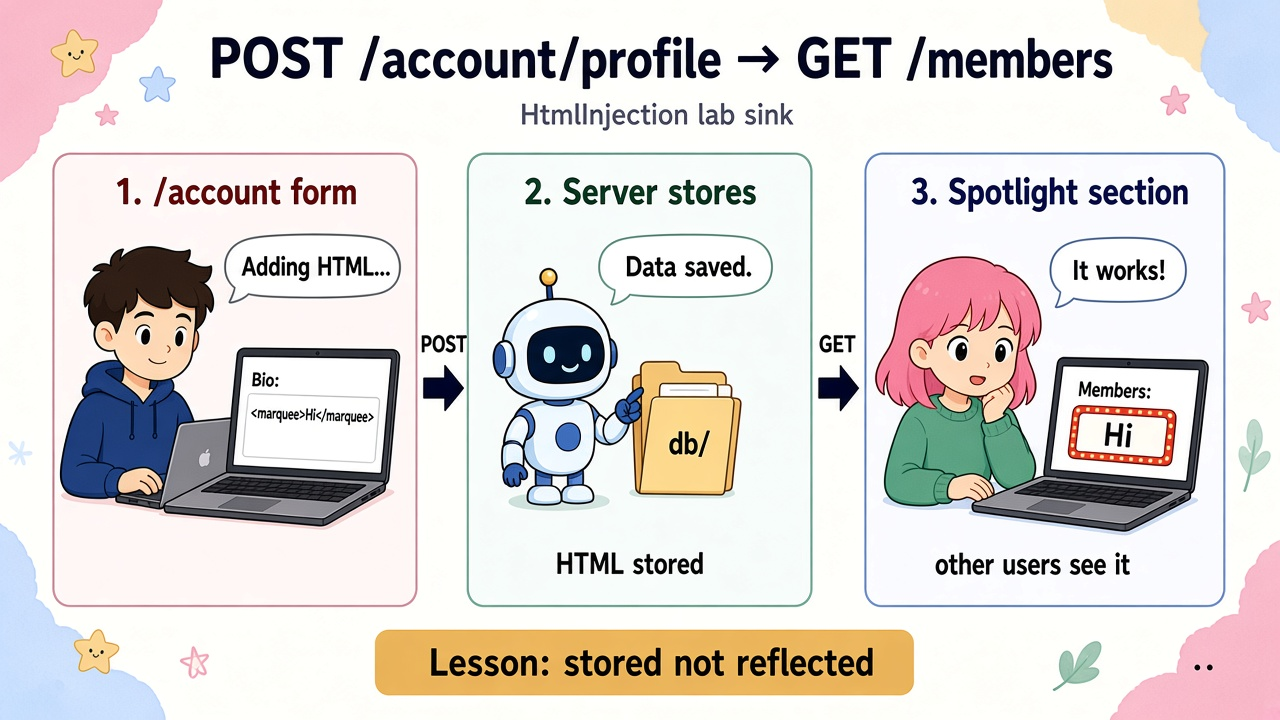 POST /account/profile → GET /members
HtmlInjection lab sink
1. /account form
Adding HTML...
Bio:
<marquee>Hi</marquee>
POST
2. Server stores
Data saved.
db/
HTML stored
GET
3. Spotlight section
It works!
Members:
Hi
other users see it
Lesson: stored not reflected